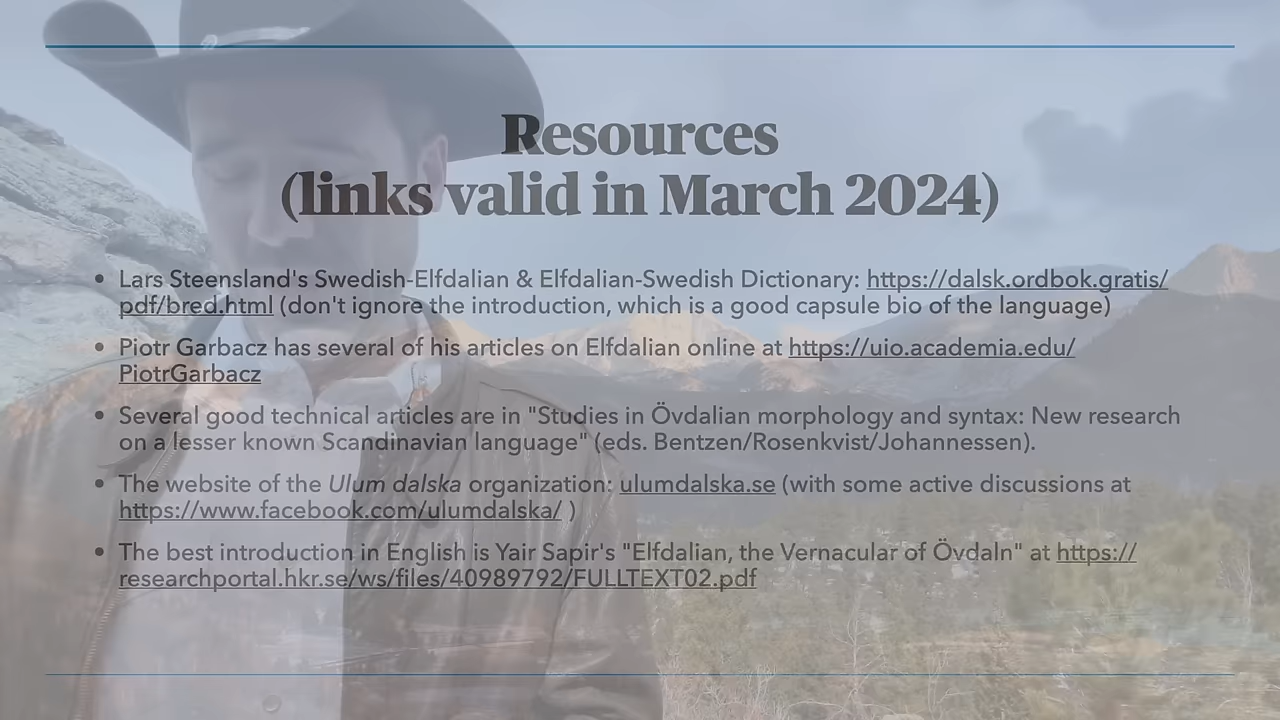 Resources
(links valid in March 2024)
• Lars Steensland's Swedish-Elfdalian & Elfdalian-Swedish Dictionary: https://dalsk.ordbok.gratis/
pdf/bred.html (don't ignore the introduction, which is a good capsule bio of the language)
• Piotr Garbacz has several of his articles on Elfdalian online at https://uio.academia.edu/
PiotrGarbacz
• Several good technical articles are in "Studies in Övdalian morphology and syntax: New research
on a lesser known Scandinavian language" (eds. Bentzen/Rosenkvist/Johannessen).
• The website of the Ulum dalska organization: ulumdalska.se (with some active discussions at
https://www.facebook.com/ulumdalska/ )
• The best introduction in English is Yair Sapir's "Elfdalian, the Vernacular of Övdaln" at https://
researchportal.hkr.se/ws/files/40989792/FULLTEXT02.pdf